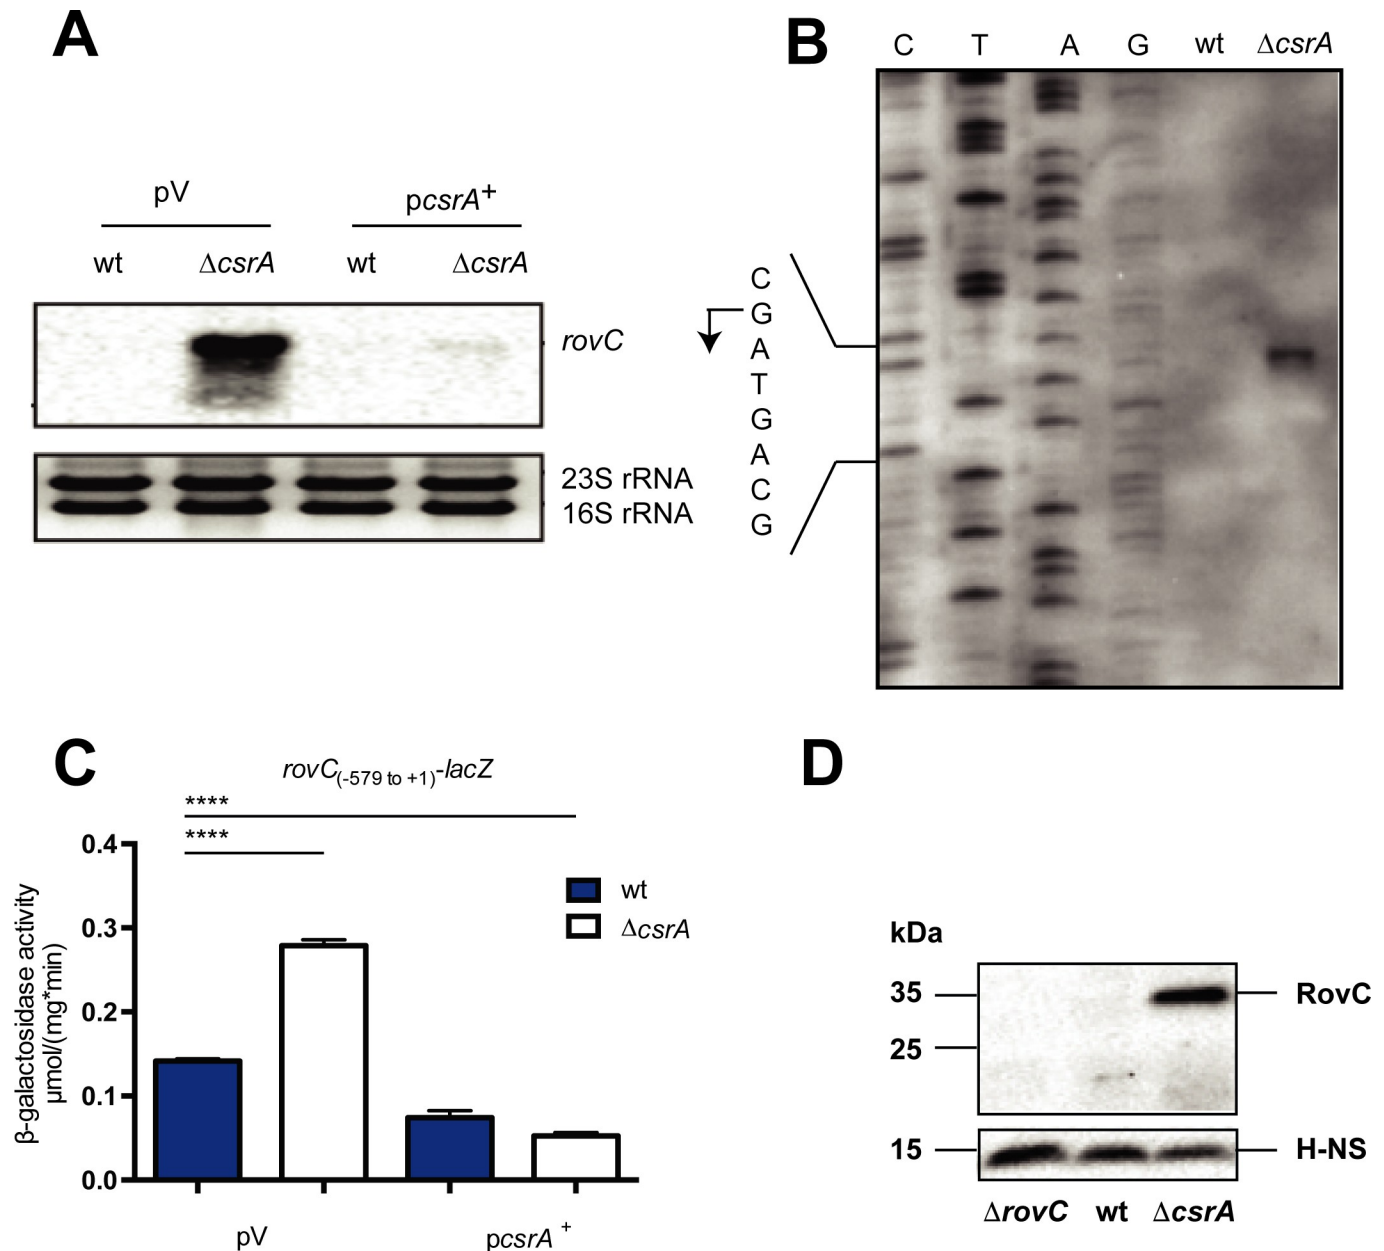 A
pV
pcsrA+
wt
ΔcsrA
wt
ΔcsrA
rovC
23S rRNA
16S rRNA
B
C T A G wt ΔcsrA
C
G
A
T
G
A
C
G
C
rovC(-579 to +1)-lacZ
****
****
β-galactosidase activity
µmol/(mg*min)
0.4
0.3
0.2
0.1
0.0
wt
ΔcsrA
pV
pcsrA +
D
kDa
35
25
15
RovC
H-NS
ΔrovC wt ΔcsrA